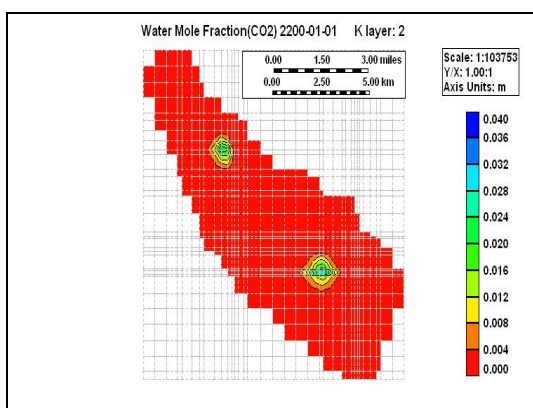 Water Mole Fraction(CO2) 2200-01-01 K layer: 2
0.00 1.50 3.00 miles
0.00 2.50 5.00 km
Scale: 1:103753
Y/X: 1.00:1
Axis Units: m
0.040
0.036
0.032
0.028
0.024
0.020
0.016
0.012
0.008
0.004
0.000